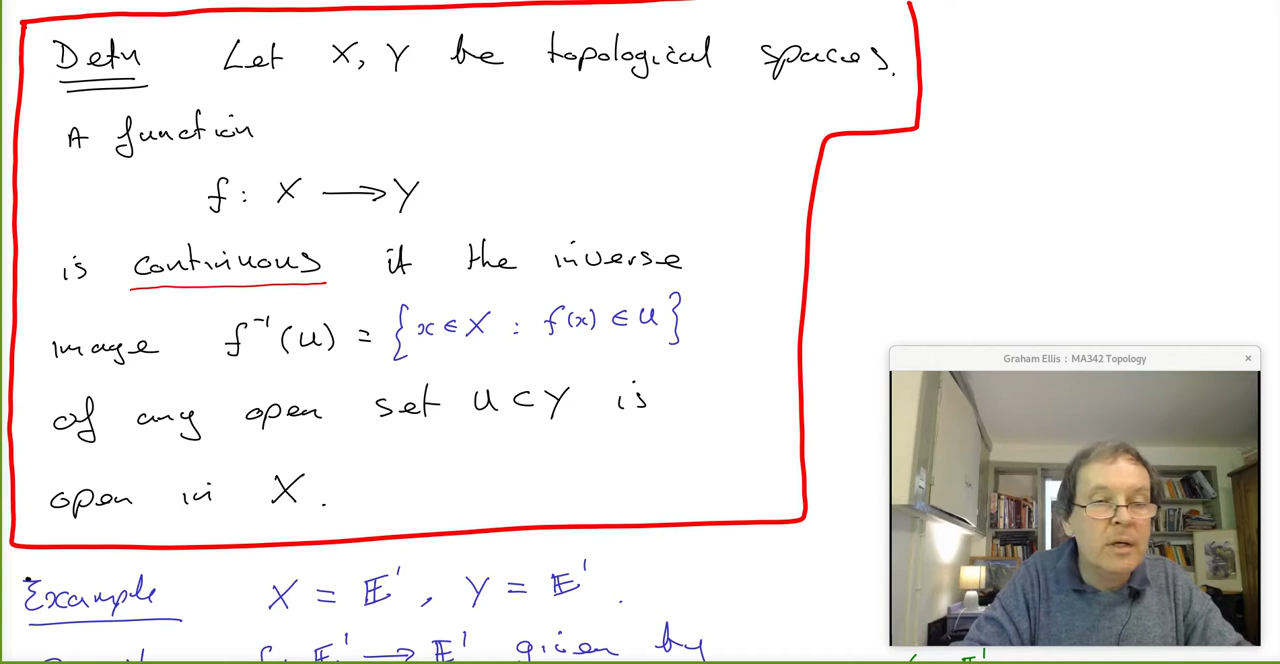 Defn Let X, Y be topological spaces.
A function
f: X → Y
is continuous if the inverse
image f⁻¹(U) = {x ∈ X : f(x) ∈ U}
of any open set U ⊂ Y is
open in X.
Graham Ellis : MA342 Topology ×
Example X = 𝔼¹, Y = 𝔼¹.
f: 𝔼¹ → 𝔼¹ given by